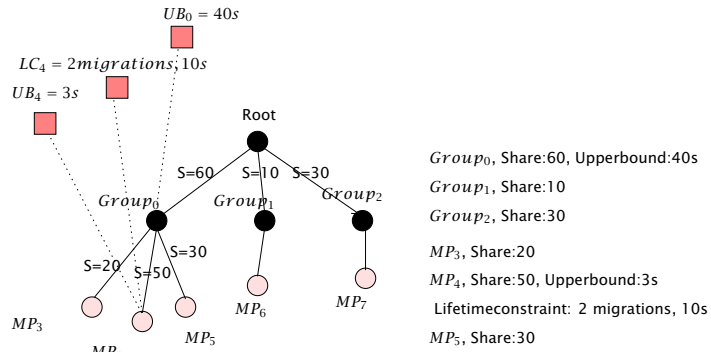 UB₀ = 40s
LC₄ = 2migrations, 10s
UB₄ = 3s
Root
S=60
S=10
S=30
Group₀
Group₁
Group₂
S=20
S=50
S=30
MP₃
MP₅
MP₆
MP₇
MP
Group₀, Share:60, Upperbound:40s
Group₁, Share:10
Group₂, Share:30
MP₃, Share:20
MP₄, Share:50, Upperbound:3s
Lifetimeconstraint: 2 migrations, 10s
MP₅, Share:30